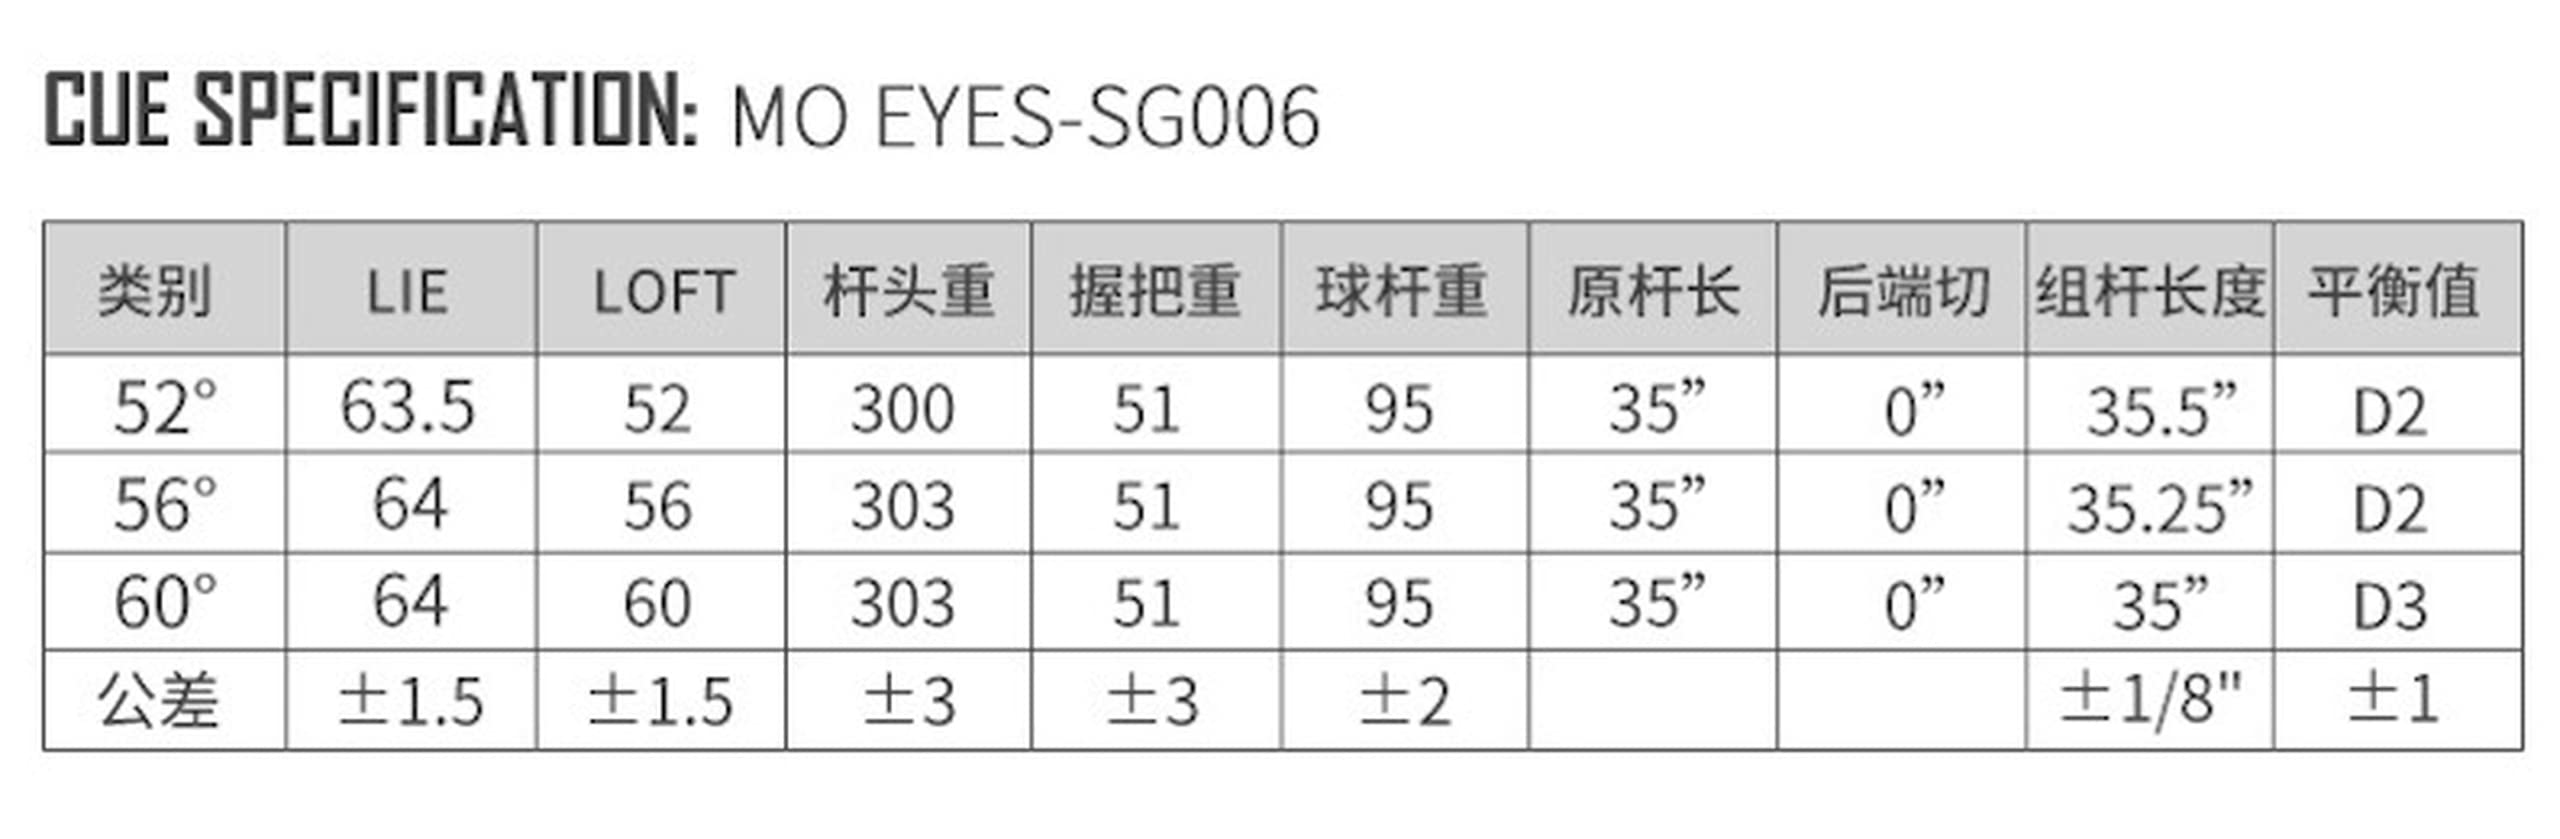 CUE SPECIFICATION: MO EYES-SG006
类别 LIE LOFT 杆头重 握把重 球杆重 原杆长 后端切 组杆长度 平衡值
52° 63.5 52 300 51 95 35” 0” 35.5” D2
56° 64 56 303 51 95 35” 0” 35.25” D2
60° 64 60 303 51 95 35” 0” 35” D3
公差 ±1.5 ±1.5 ±3 ±3 ±2 ±1/8" ±1